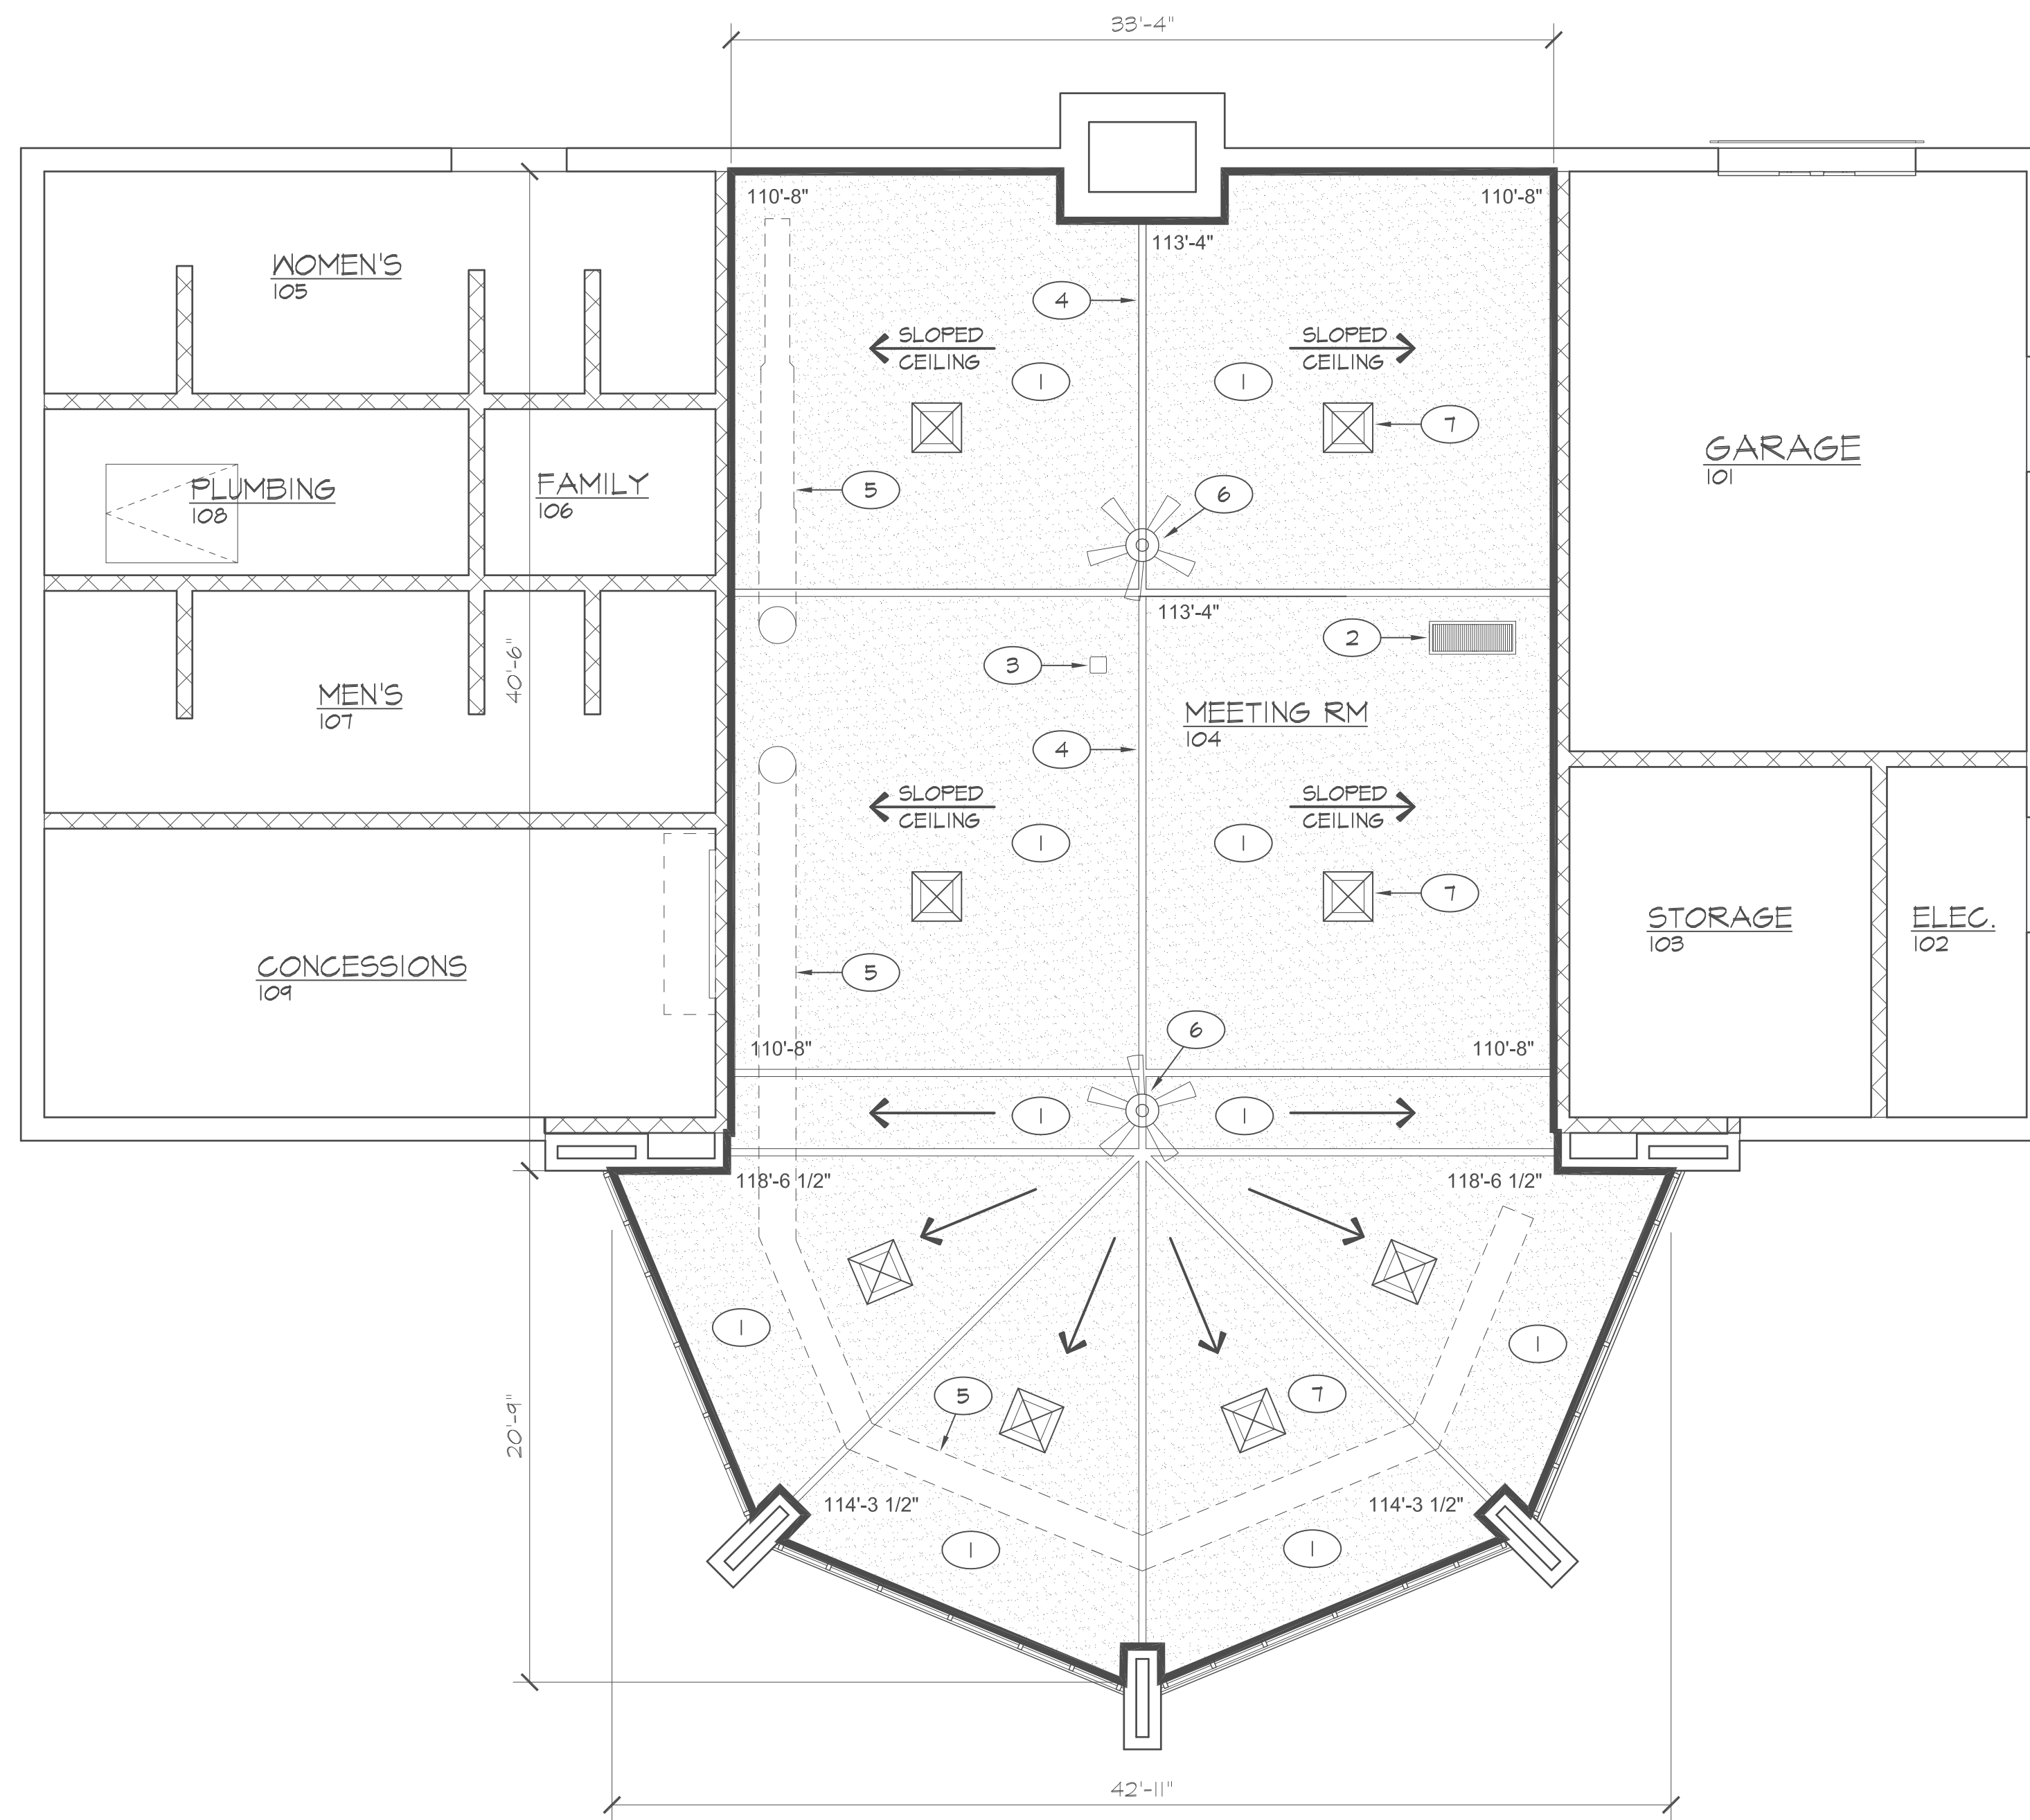 33'-4"
110'-8"
110'-8"
113'-4"
WOMEN'S
105
4
SLOPED
CEILING
SLOPED
CEILING
1
1
7
GARAGE
101
PLUMBING
108
FAMILY
106
5
6
113'-4"
2
3
40'-6"
MEN'S
107
MEETING RM
104
4
SLOPED
CEILING
SLOPED
CEILING
1
1
7
STORAGE
103
ELEC.
102
CONCESSIONS
109
5
6
110'-8"
110'-8"
1
1
118'-6 1/2"
118'-6 1/2"
1
1
5
7
20'-9"
114'-3 1/2"
114'-3 1/2"
1
1
42'-11"